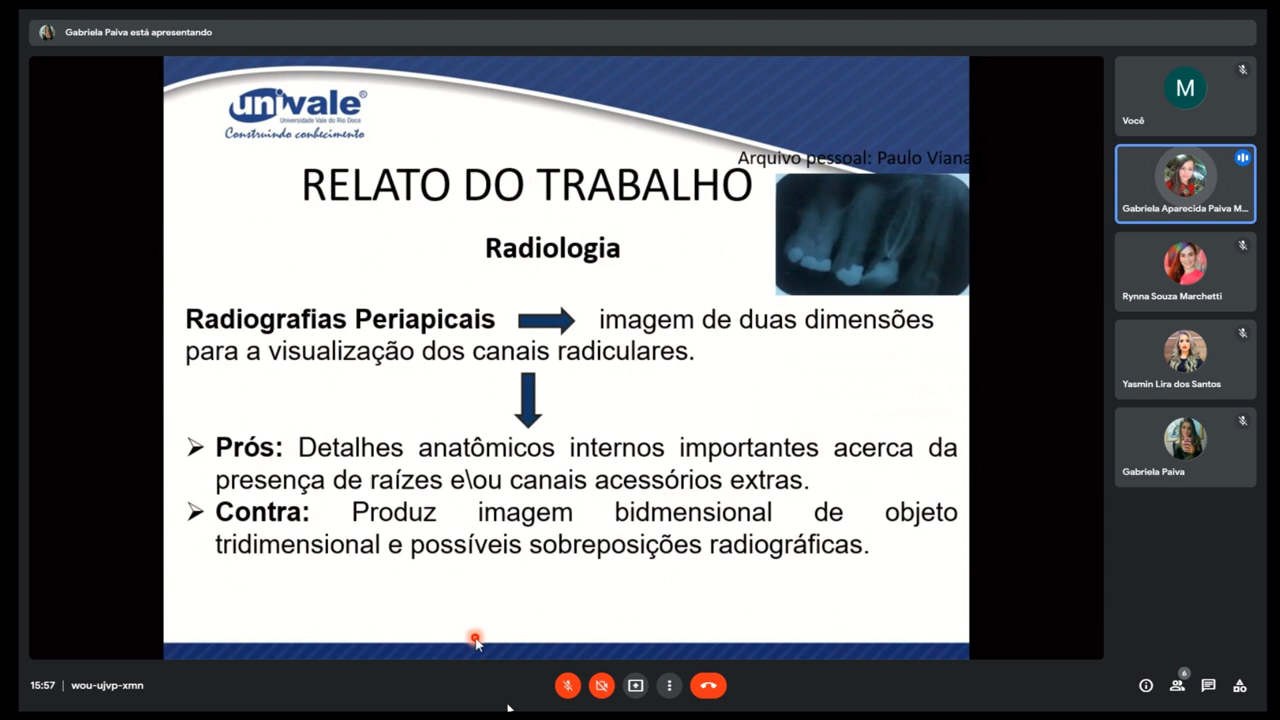 Gabriela Paiva está apresentando
univale
Universidade Vale do Rio Doce
Construindo conhecimento
Arquivo pessoal: Paulo Viana
RELATO DO TRABALHO
Radiologia
Radiografias Periapicais imagem de duas dimensões
para a visualização dos canais radiculares.
Prós: Detalhes anatômicos internos importantes acerca da
presença de raízes e\ou canais acessórios extras.
Contra: Produz imagem bidmensional de objeto
tridimensional e possíveis sobreposições radiográficas.
M
Você
Gabriela Aparecida Paiva M...
Rynna Souza Marchetti
Yasmin Lira dos Santos
Gabriela Paiva
15:57 | wou-ujvp-xmn
6